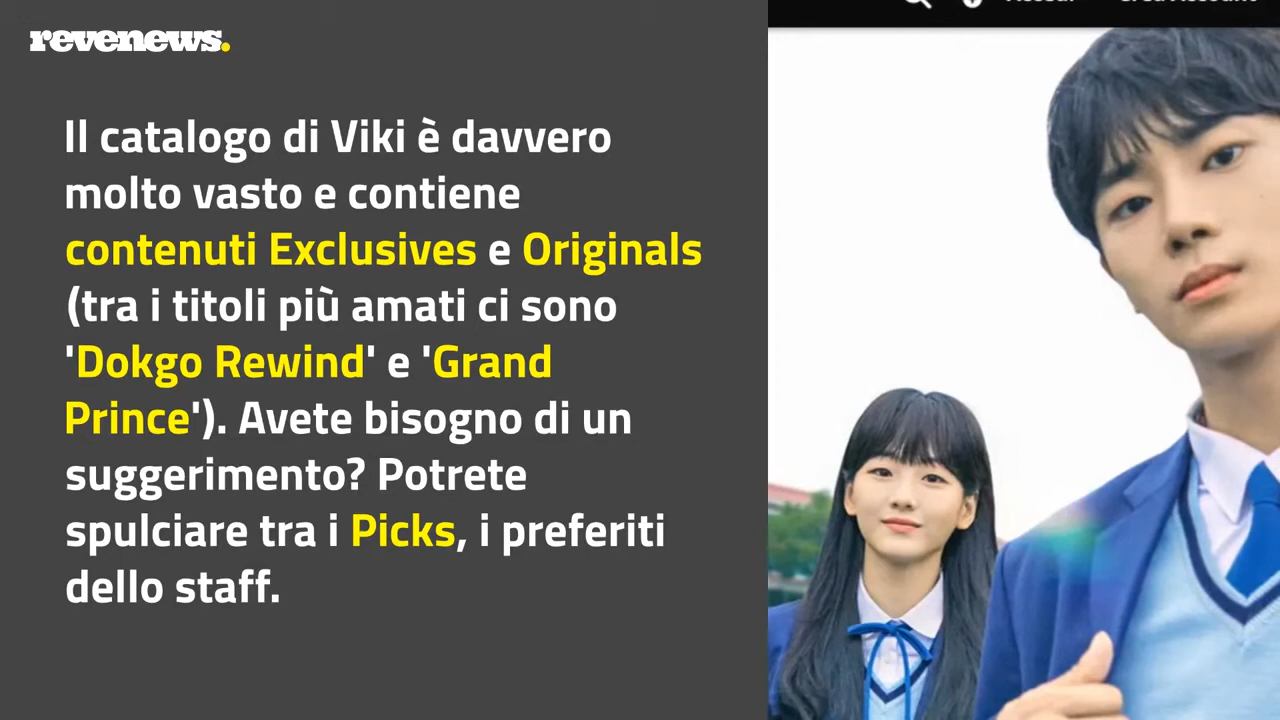 revenews.
Il catalogo di Viki è davvero
molto vasto e contiene
contenuti Exclusives e Originals
(tra i titoli più amati ci sono
'Dokgo Rewind' e 'Grand
Prince'). Avete bisogno di un
suggerimento? Potrete
spulciare tra i Picks, i preferiti
dello staff.